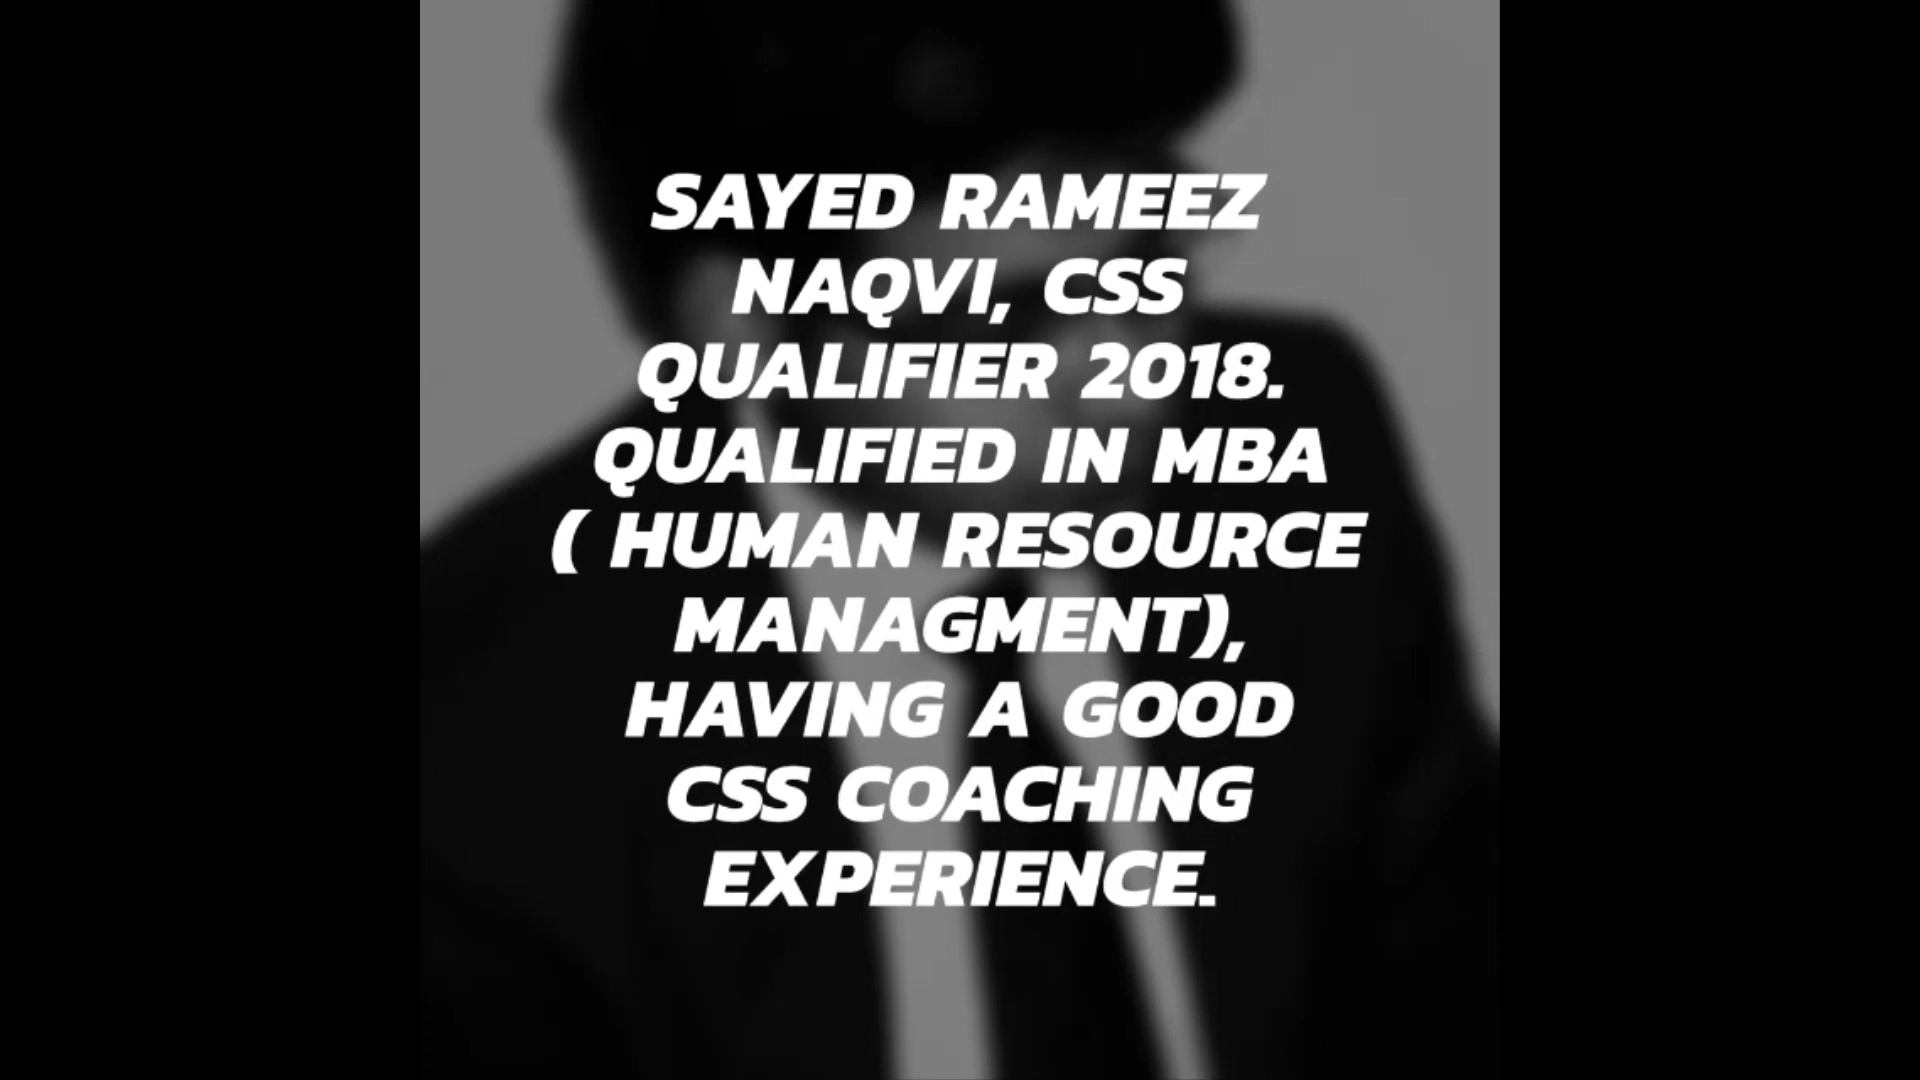 SAYED RAMEEZ
NAQVI, CSS
QUALIFIER 2018.
QUALIFIED IN MBA
( HUMAN RESOURCE
MANAGMENT),
HAVING A GOOD
CSS COACHING
EXPERIENCE.